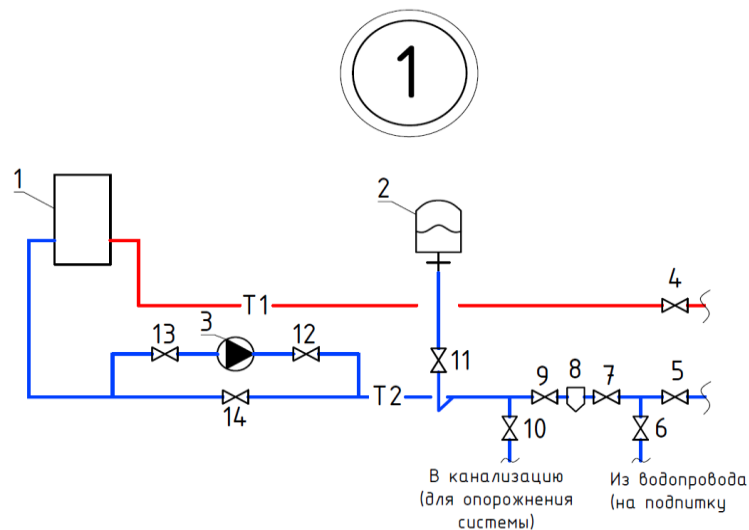 1
1
2
4
T1
3
13
12
11
9
8
7
5
T2
14
10
6
В канализацию
(для опорожнения
системы)
Из водопровода
(на подпитку